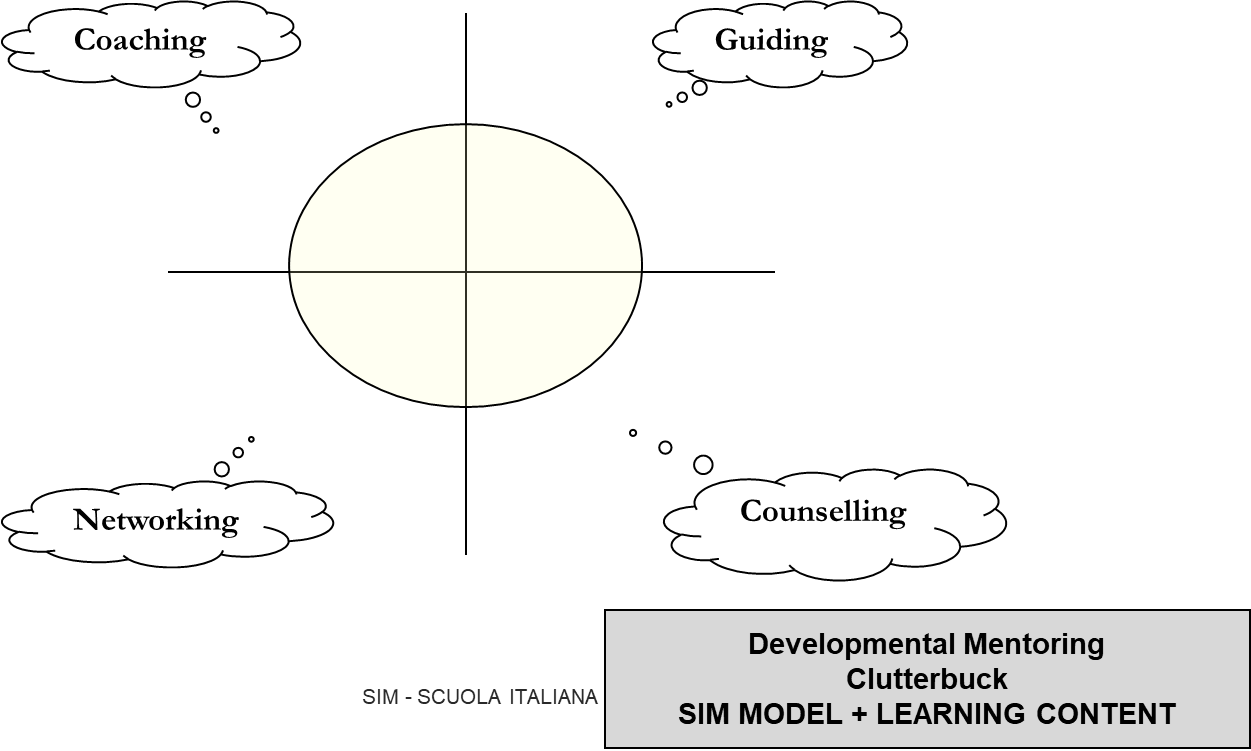 Coaching
Guiding
Networking
Counselling
Developmental Mentoring
Clutterbuck
SIM MODEL + LEARNING CONTENT
SIM - SCUOLA ITALIANA